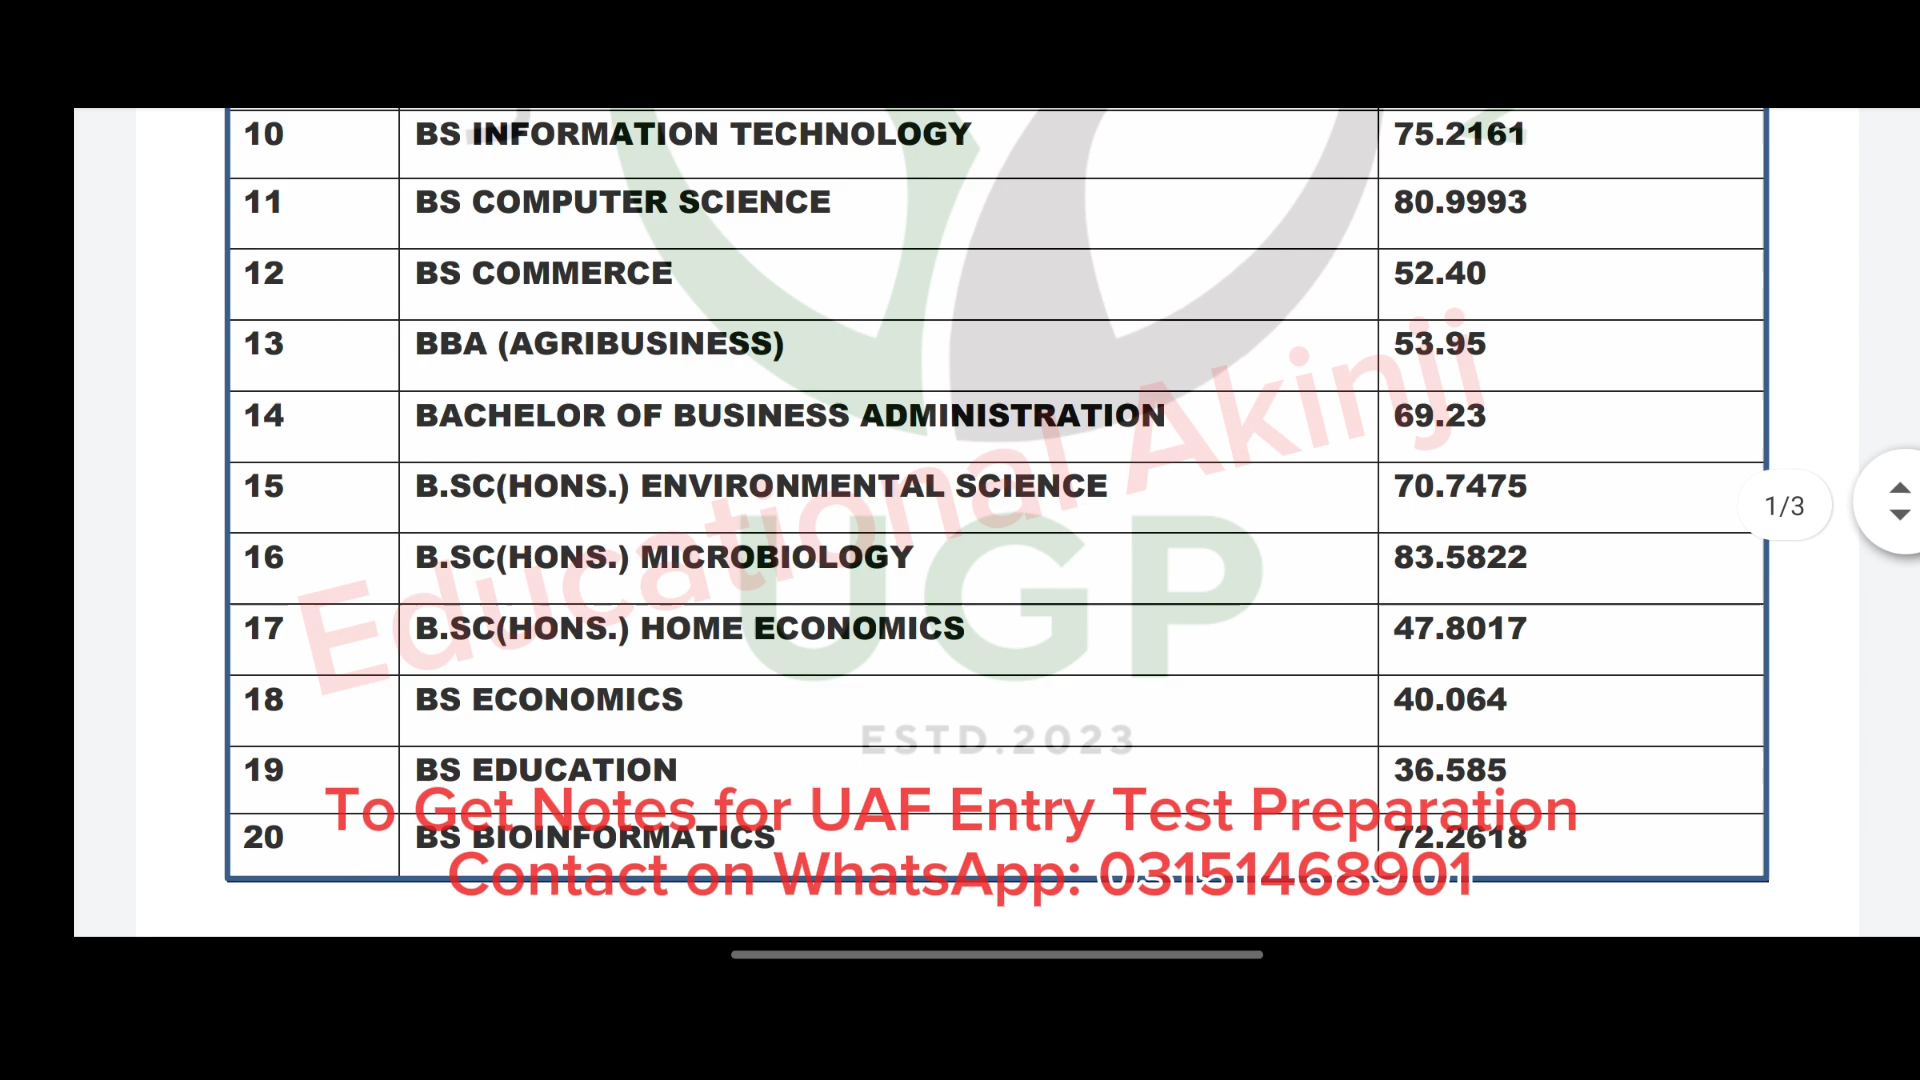 10 BS INFORMATION TECHNOLOGY 75.2161
11 BS COMPUTER SCIENCE 80.9993
12 BS COMMERCE 52.40
13 BBA (AGRIBUSINESS) 53.95
14 BACHELOR OF BUSINESS ADMINISTRATION 69.23
15 B.SC(HONS.) ENVIRONMENTAL SCIENCE 70.7475
1/3
16 B.SC(HONS.) MICROBIOLOGY 83.5822
17 B.SC(HONS.) HOME ECONOMICS 47.8017
18 BS ECONOMICS 40.064
19 BS EDUCATION 36.585
20 BS BIOINFORMATICS 72.2618
Educational Akinji
UGP
ESTD.2023
To Get Notes for UAF Entry Test Preparation
Contact on WhatsApp: 03151468901